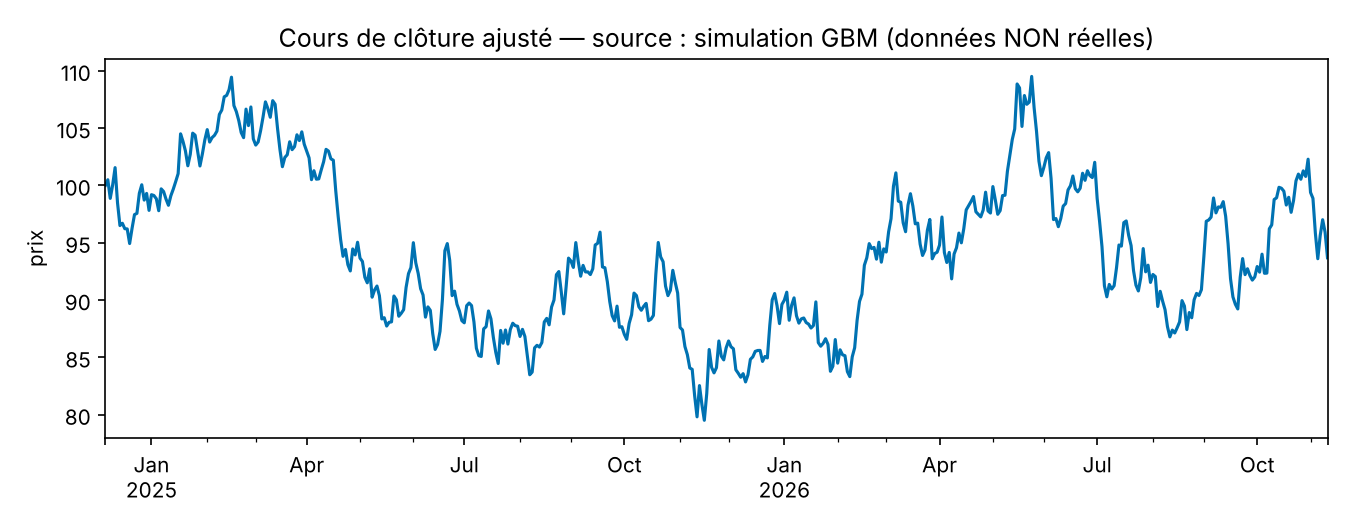 Cours de clôture ajusté — source : simulation GBM (données NON réelles)
prix
110
105
100
95
90
85
80
Jan Apr Jul Oct Jan Apr Jul Oct
2025 2026